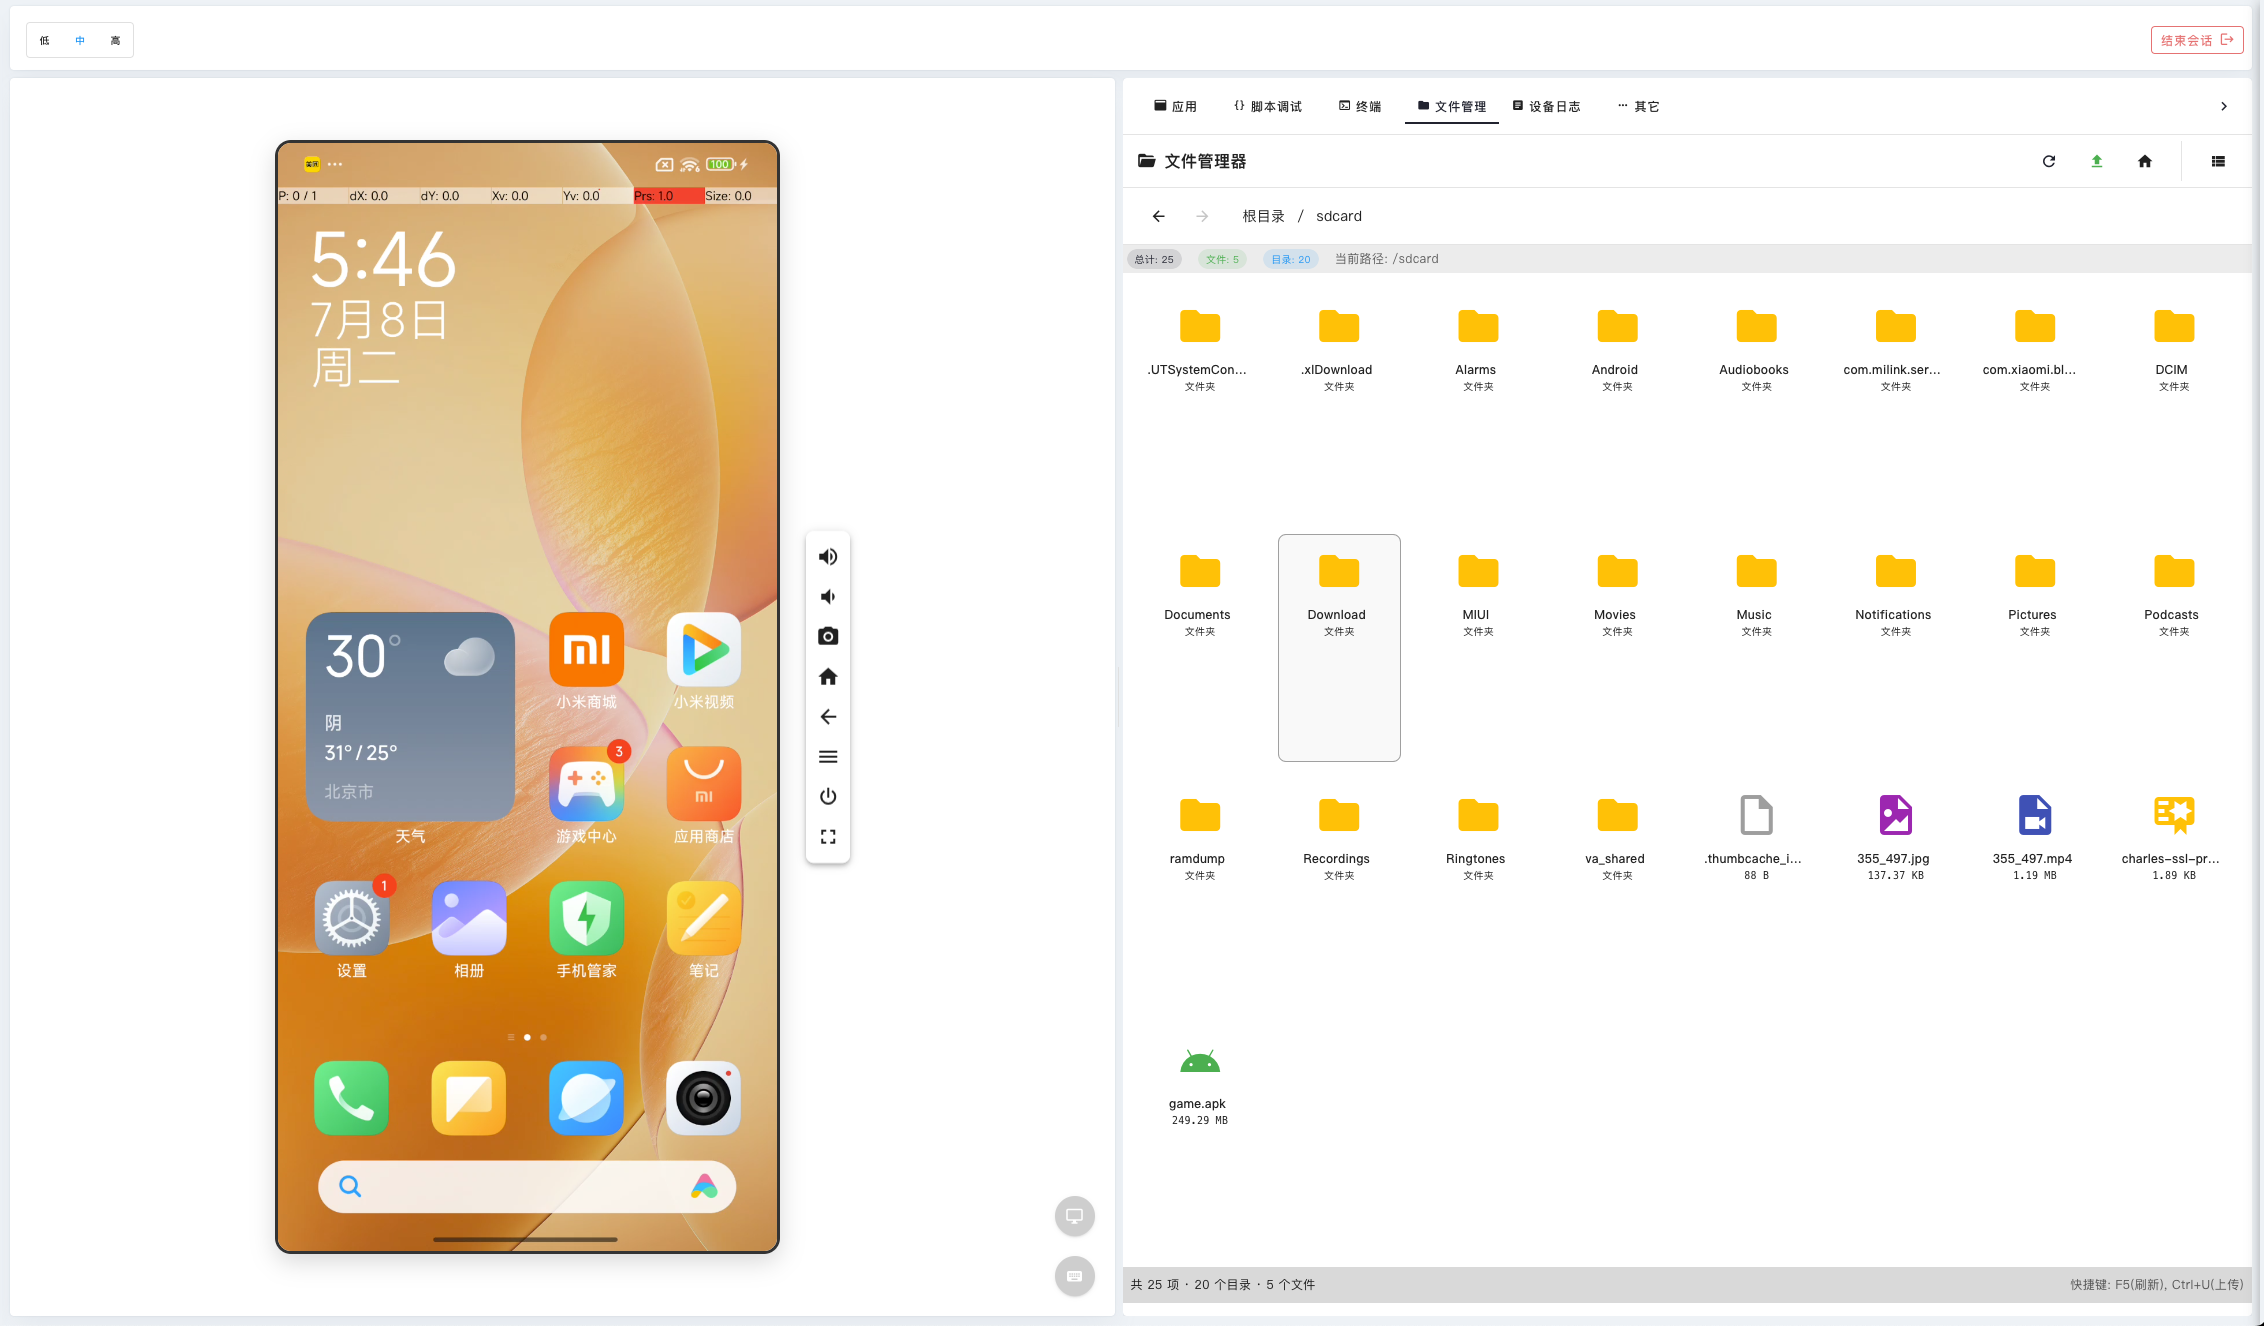 低 中 高
结束会话
应用 脚本调试 终端 文件管理 设备日志 其它
文件管理器
根目录 / sdcard
总计: 25 文件: 5 目录: 20 当前路径: /sdcard
美团 ··· 100
P: 0 / 1 dX: 0.0 dY: 0.0 Xv: 0.0 Yv: 0.0 Prs: 1.0 Size: 0.0
5:46
7月8日
周二
30°
阴
31° / 25°
北京市
天气
小米商城 小米视频
3
游戏中心 应用商店
1
设置 相册 手机管家 笔记
.UTSystemCon... .xlDownload Alarms Android Audiobooks com.milink.ser... com.xiaomi.bl... DCIM
文件夹 文件夹 文件夹 文件夹 文件夹 文件夹 文件夹 文件夹
Documents Download MIUI Movies Music Notifications Pictures Podcasts
文件夹 文件夹 文件夹 文件夹 文件夹 文件夹 文件夹 文件夹
ramdump Recordings Ringtones va_shared .thumbcache_i... 355_497.jpg 355_497.mp4 charles-ssl-pr...
文件夹 文件夹 文件夹 文件夹 88 B 137.37 KB 1.19 MB 1.89 KB
game.apk
249.29 MB
共 25 项 · 20 个目录 · 5 个文件
快捷键: F5(刷新), Ctrl+U(上传)